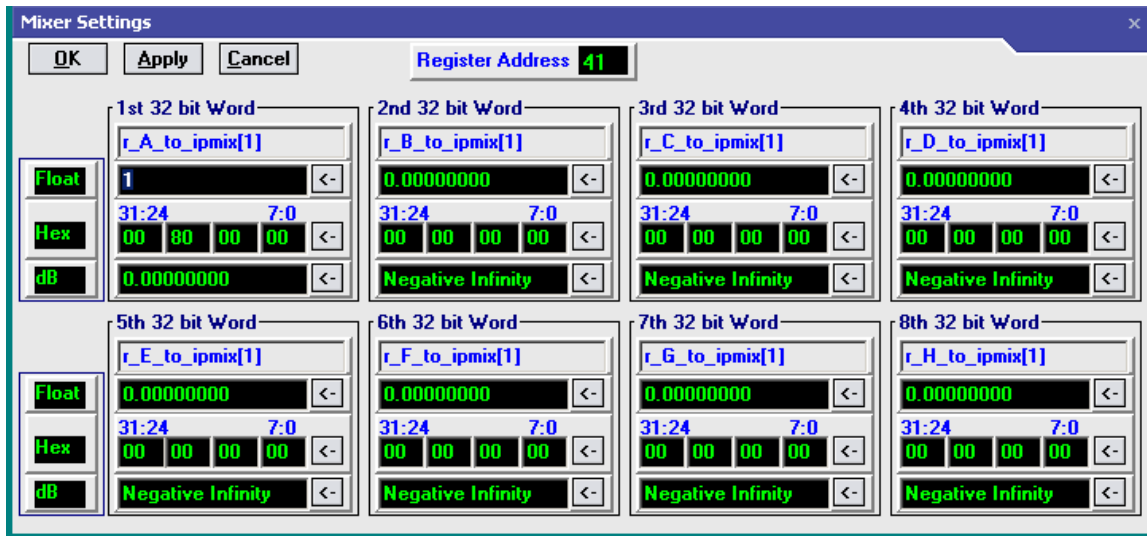 Mixer Settings x
OK Apply Cancel Register Address 41
1st 32 bit Word 2nd 32 bit Word 3rd 32 bit Word 4th 32 bit Word
r_A_to_ipmix[1] r_B_to_ipmix[1] r_C_to_ipmix[1] r_D_to_ipmix[1]
Float 1 <- 0.00000000 <- 0.00000000 <- 0.00000000 <-
31:24 7:0 31:24 7:0 31:24 7:0 31:24 7:0
Hex 00 80 00 00 <- 00 00 00 00 <- 00 00 00 00 <- 00 00 00 00 <-
dB 0.00000000 <- Negative Infinity <- Negative Infinity <- Negative Infinity <-
5th 32 bit Word 6th 32 bit Word 7th 32 bit Word 8th 32 bit Word
r_E_to_ipmix[1] r_F_to_ipmix[1] r_G_to_ipmix[1] r_H_to_ipmix[1]
Float 0.00000000 <- 0.00000000 <- 0.00000000 <- 0.00000000 <-
31:24 7:0 31:24 7:0 31:24 7:0 31:24 7:0
Hex 00 00 00 00 <- 00 00 00 00 <- 00 00 00 00 <- 00 00 00 00 <-
dB Negative Infinity <- Negative Infinity <- Negative Infinity <- Negative Infinity <-